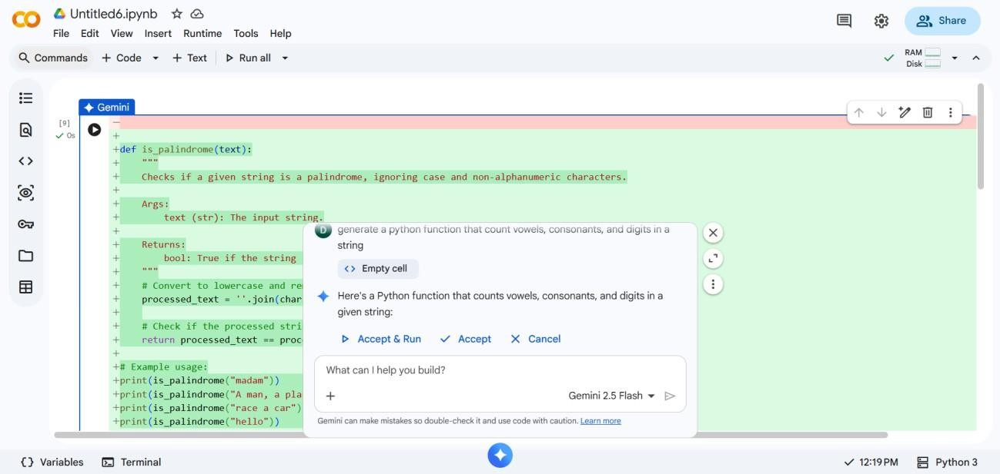 Untitled6.ipynb
File Edit View Insert Runtime Tools Help
Share
Commands + Code + Text Run all
RAM
Disk
Gemini
[9]
0s
−
+
+def is_palindrome(text):
+ """
+ Checks if a given string is a palindrome, ignoring case and non-alphanumeric characters.
+
+ Args:
+ text (str): The input string.
+
+ Returns:
+ bool: True if the string
+ """
+ # Convert to lowercase and
+ processed_text = ''.join(char
+
+ # Check if the processed
+ return processed_text ==
+
+# Example usage:
+print(is_palindrome("madam"))
+print(is_palindrome("A man, a
+print(is_palindrome("race a car")
+print(is_palindrome("hello"))
D
generate a python function that count vowels, consonants, and digits in a
string
<> Empty cell
Here's a Python function that counts vowels, consonants, and digits in a
given string:
Accept & Run Accept Cancel
What can I help you build?
+ Gemini 2.5 Flash
Gemini can make mistakes so double-check it and use code with caution. Learn more
{} Variables Terminal
12:19 PM Python 3